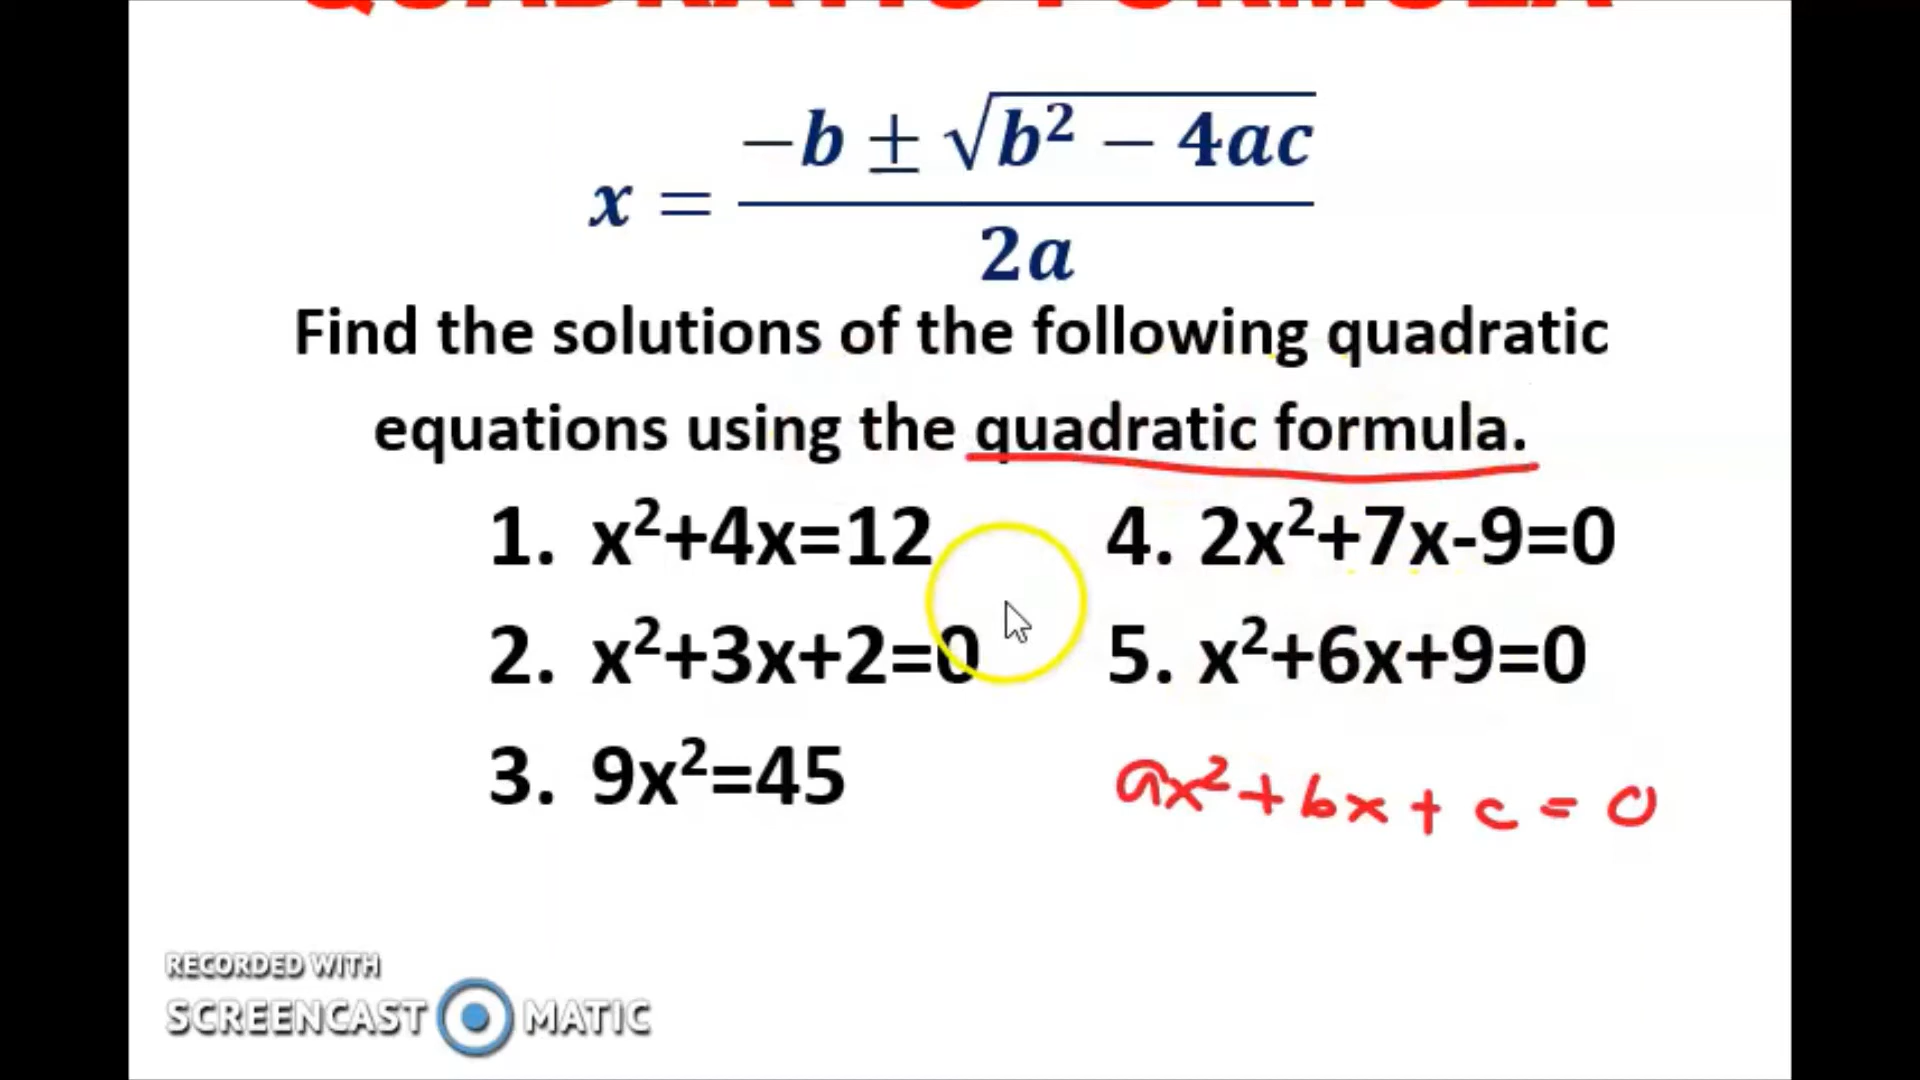 QUADRATIC FORMULA
x = −b ± √b² − 4ac / 2a
Find the solutions of the following quadratic
equations using the quadratic formula.
1. x²+4x=12
2. x²+3x+2=0
3. 9x²=45
4. 2x²+7x-9=0
5. x²+6x+9=0
ax² + bx + c = 0
RECORDED WITH
SCREENCAST MATIC